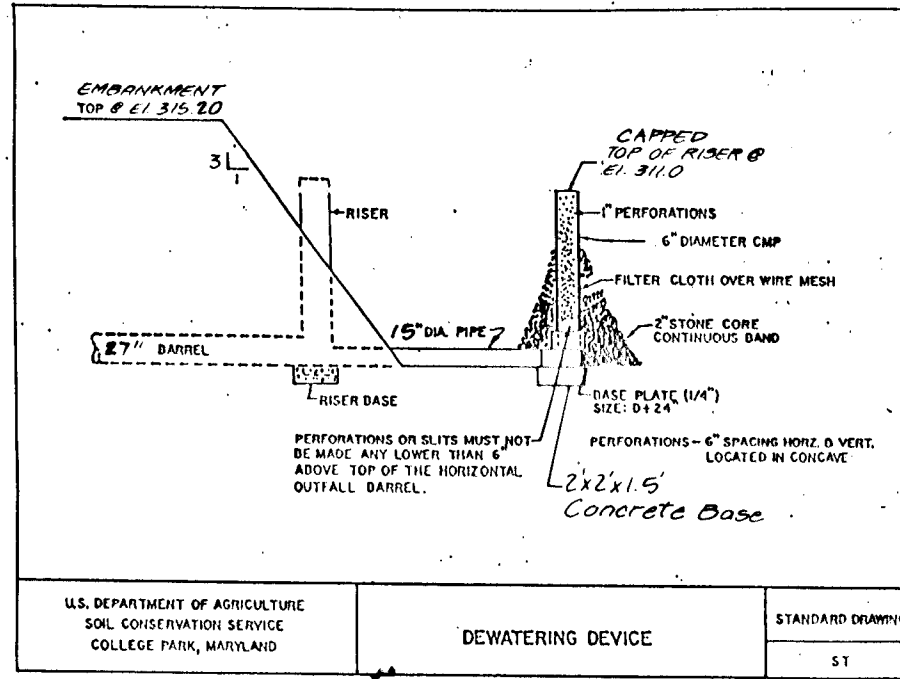 EMBANKMENT
TOP @ El. 315.20
3
1
RISER
27" BARREL
RISER BASE
15" DIA. PIPE
CAPPED
TOP OF RISER @
El. 311.0
1" PERFORATIONS
6" DIAMETER CMP
FILTER CLOTH OVER WIRE MESH
2" STONE CORE
CONTINUOUS BAND
BASE PLATE (1/4")
SIZE: D+24"
PERFORATIONS OR SLITS MUST NOT
BE MADE ANY LOWER THAN 6"
ABOVE TOP OF THE HORIZONTAL
OUTFALL BARREL.
PERFORATIONS - 6" SPACING HORZ. & VERT.
LOCATED IN CONCAVE
2'x2'x1.5'
Concrete Base
U.S. DEPARTMENT OF AGRICULTURE
SOIL CONSERVATION SERVICE
COLLEGE PARK, MARYLAND
DEWATERING DEVICE
STANDARD DRAWING
ST